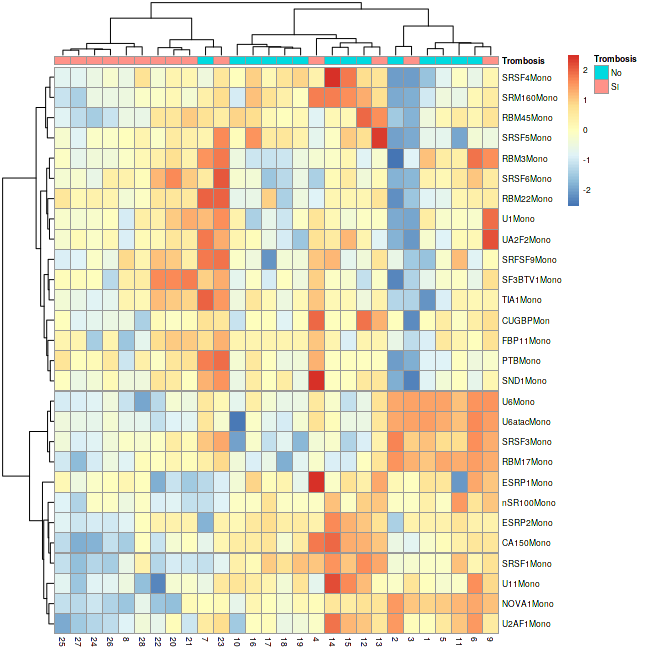 Trombosis
SRSF4Mono
SRM160Mono
RBM45Mono
SRSF5Mono
RBM3Mono
SRSF6Mono
RBM22Mono
U1Mono
UA2F2Mono
SRFSF9Mono
SF3BTV1Mono
TIA1Mono
CUGBPMon
FBP11Mono
PTBMono
SND1Mono
U6Mono
U6atacMono
SRSF3Mono
RBM17Mono
ESRP1Mono
nSR100Mono
ESRP2Mono
CA150Mono
SRSF1Mono
U11Mono
NOVA1Mono
U2AF1Mono
25 27 24 26 8 28 22 20 21 7 23 10 16 17 18 19 4 14 15 12 13 2 3 1 5 11 6 9
2
1
0
-1
-2
Trombosis
No
SI